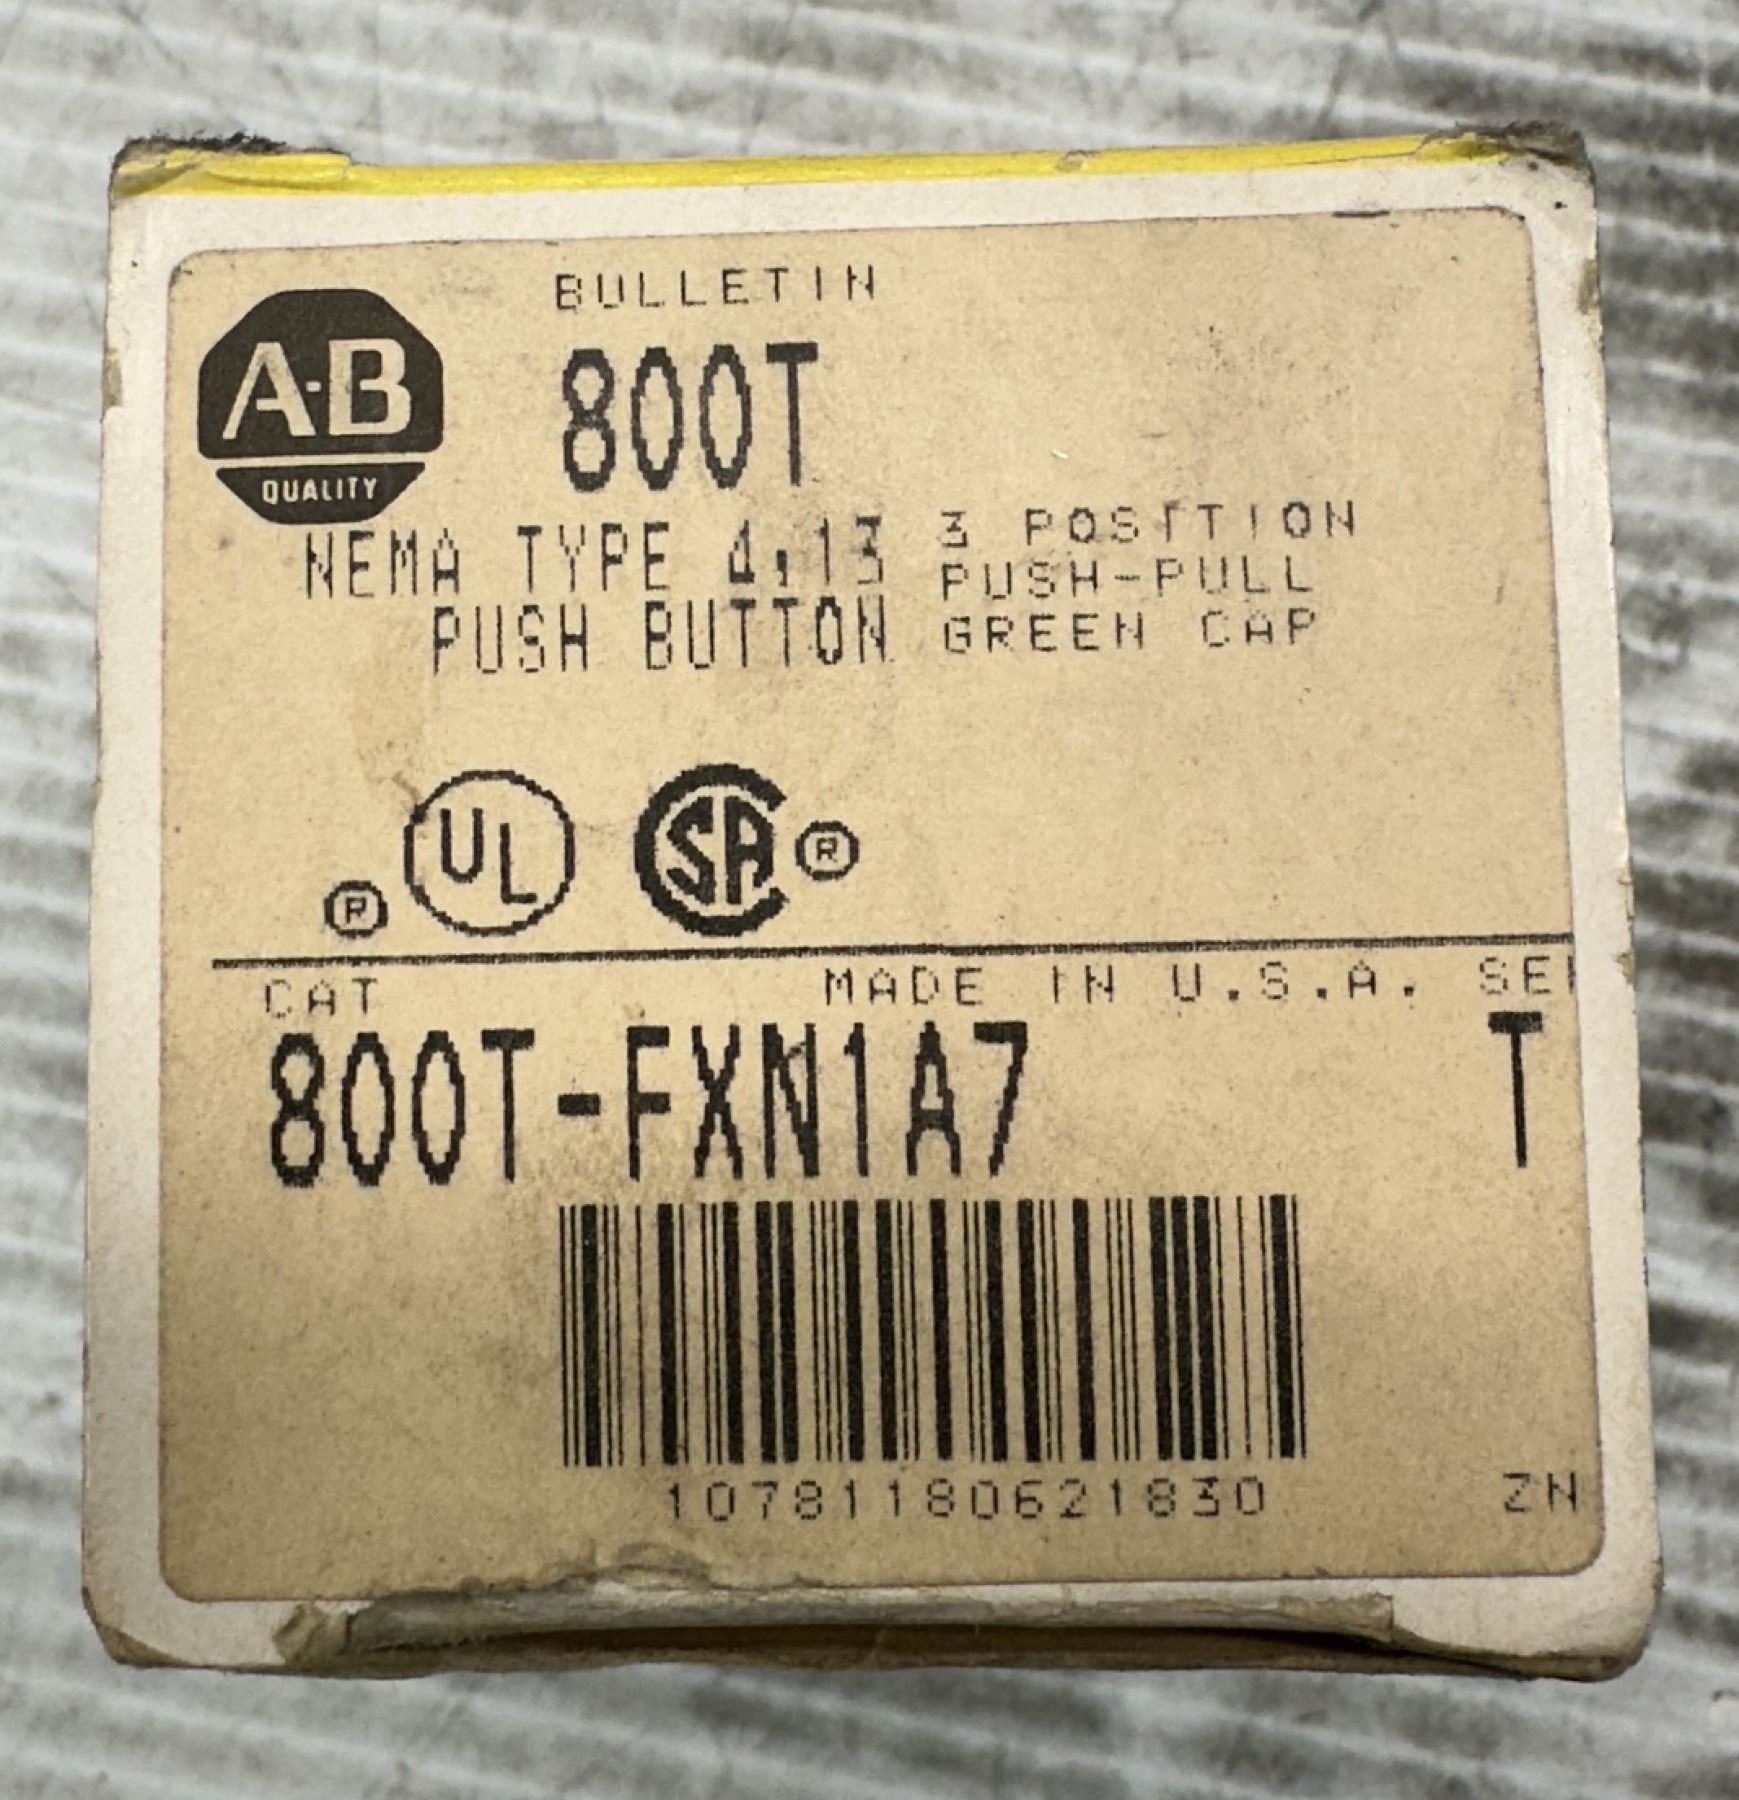 BULLETIN
A-B
QUALITY
800T
NEMA TYPE 4,13
PUSH BUTTON
3 POSITION
PUSH-PULL
GREEN CAP
® UL CSA ®
CAT MADE IN U.S.A.
800T-FXN1A7 T
10781180621830
ZN